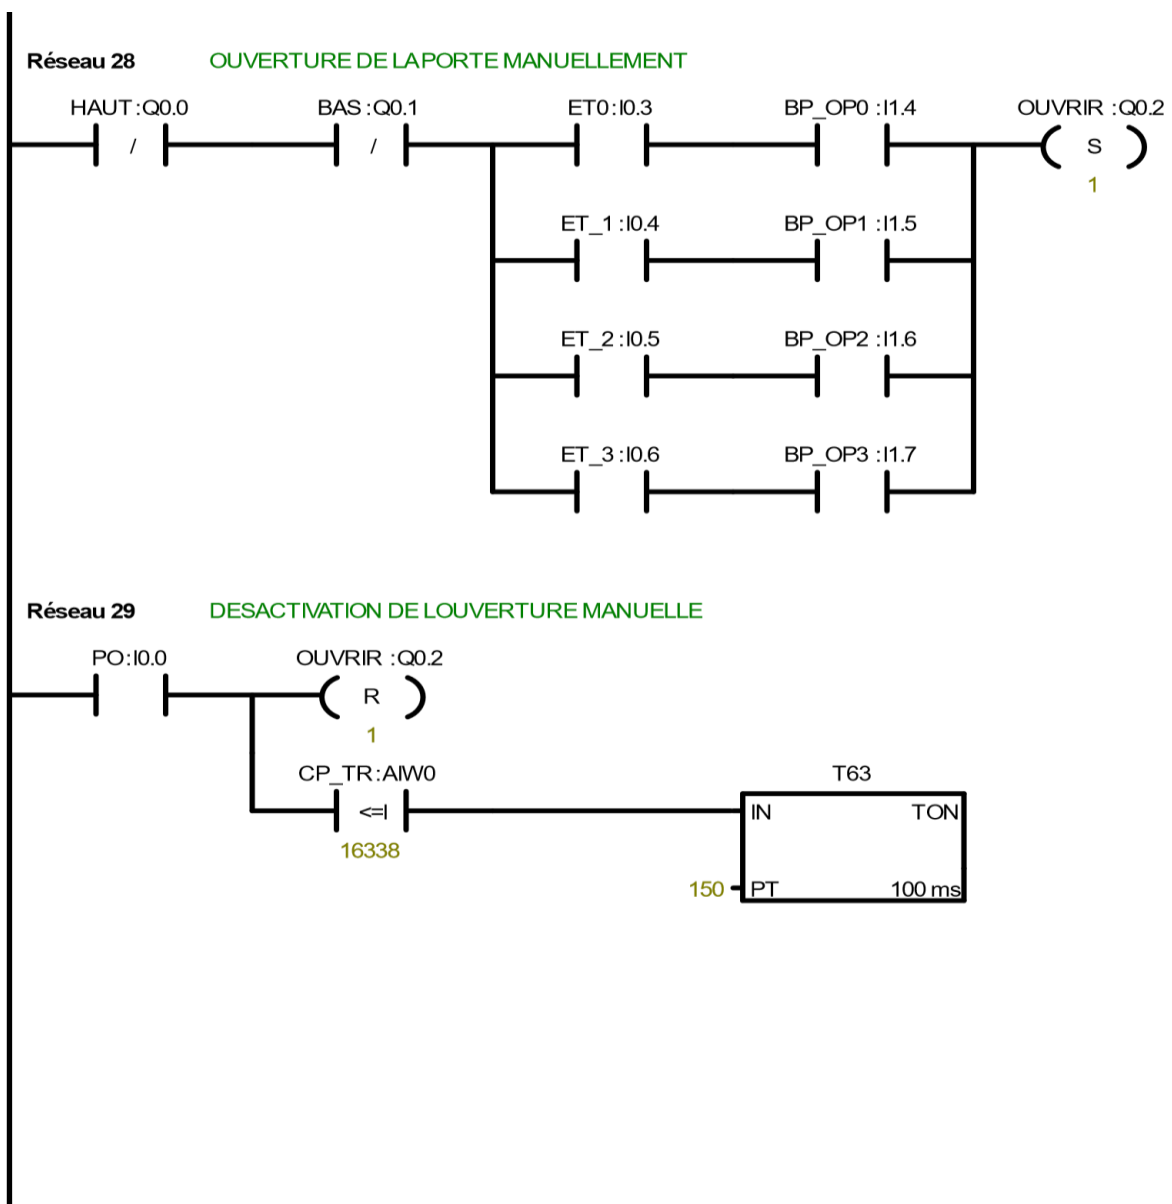 Réseau 28 OUVERTURE DE LA PORTE MANUELLEMENT
HAUT:Q0.0 BAS:Q0.1 ET0:I0.3 BP_OP0:I1.4 OUVRIR:Q0.2
/ / S
1
ET_1:I0.4 BP_OP1:I1.5
ET_2:I0.5 BP_OP2:I1.6
ET_3:I0.6 BP_OP3:I1.7
Réseau 29 DESACTIVATION DE LOUVERTURE MANUELLE
PO:I0.0 OUVRIR:Q0.2
R
1
CP_TR:AIW0 T63
<=I IN TON
16338
150 PT 100 ms